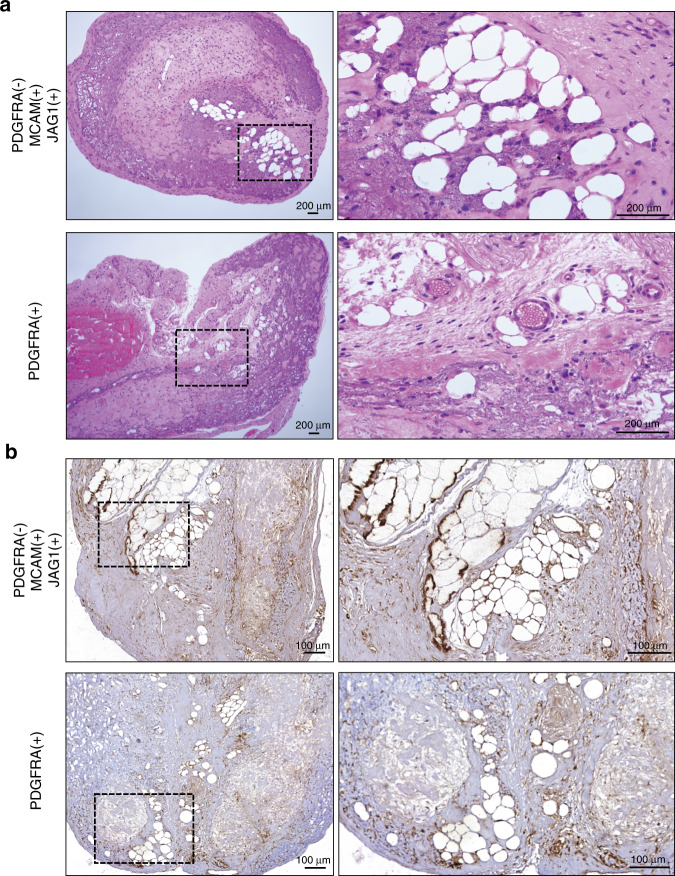 a
PDGFRA(-)
MCAM(+)
JAG1(+)
200 µm
200 µm
PDGFRA(+)
200 µm
200 µm
b
PDGFRA(-)
MCAM(+)
JAG1(+)
100 µm
100 µm
PDGFRA(+)
100 µm
100 µm